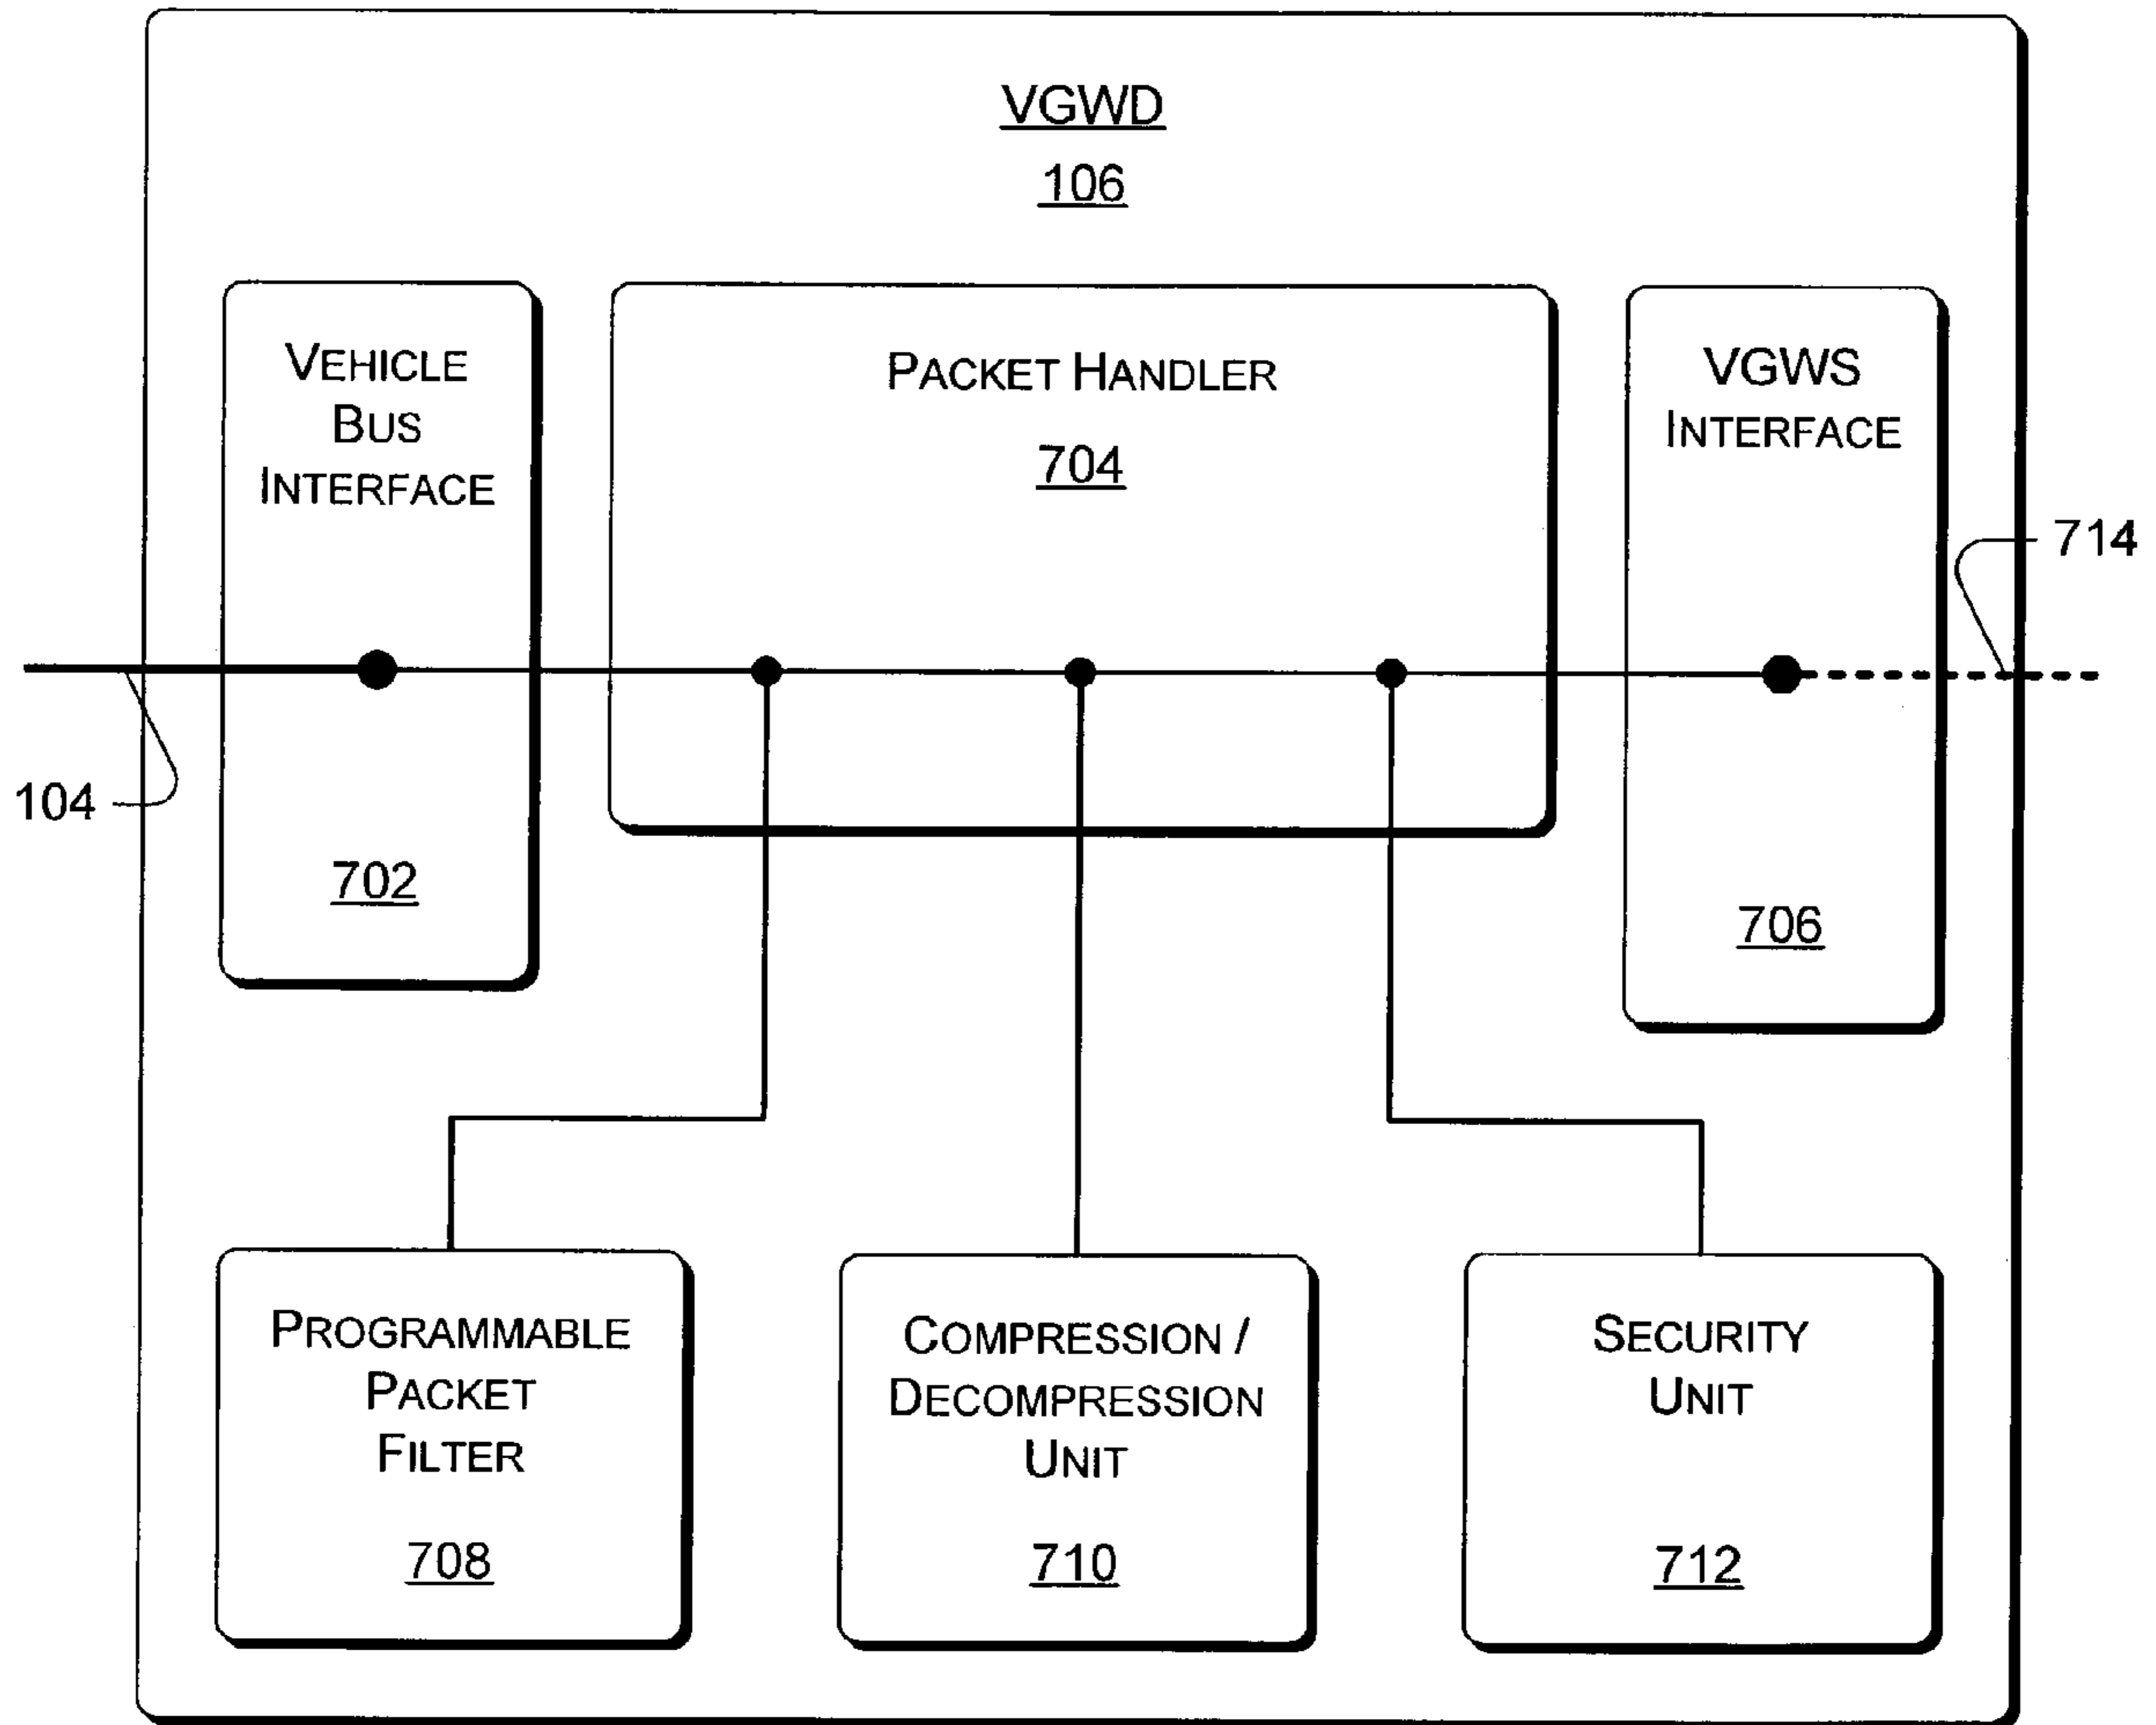 VGWD
106
VEHICLE
BUS
INTERFACE
702
PACKET HANDLER
704
VGWS
INTERFACE
706
714
104
PROGRAMMABLE
PACKET
FILTER
708
COMPRESSION /
DECOMPRESSION
UNIT
710
SECURITY
UNIT
712